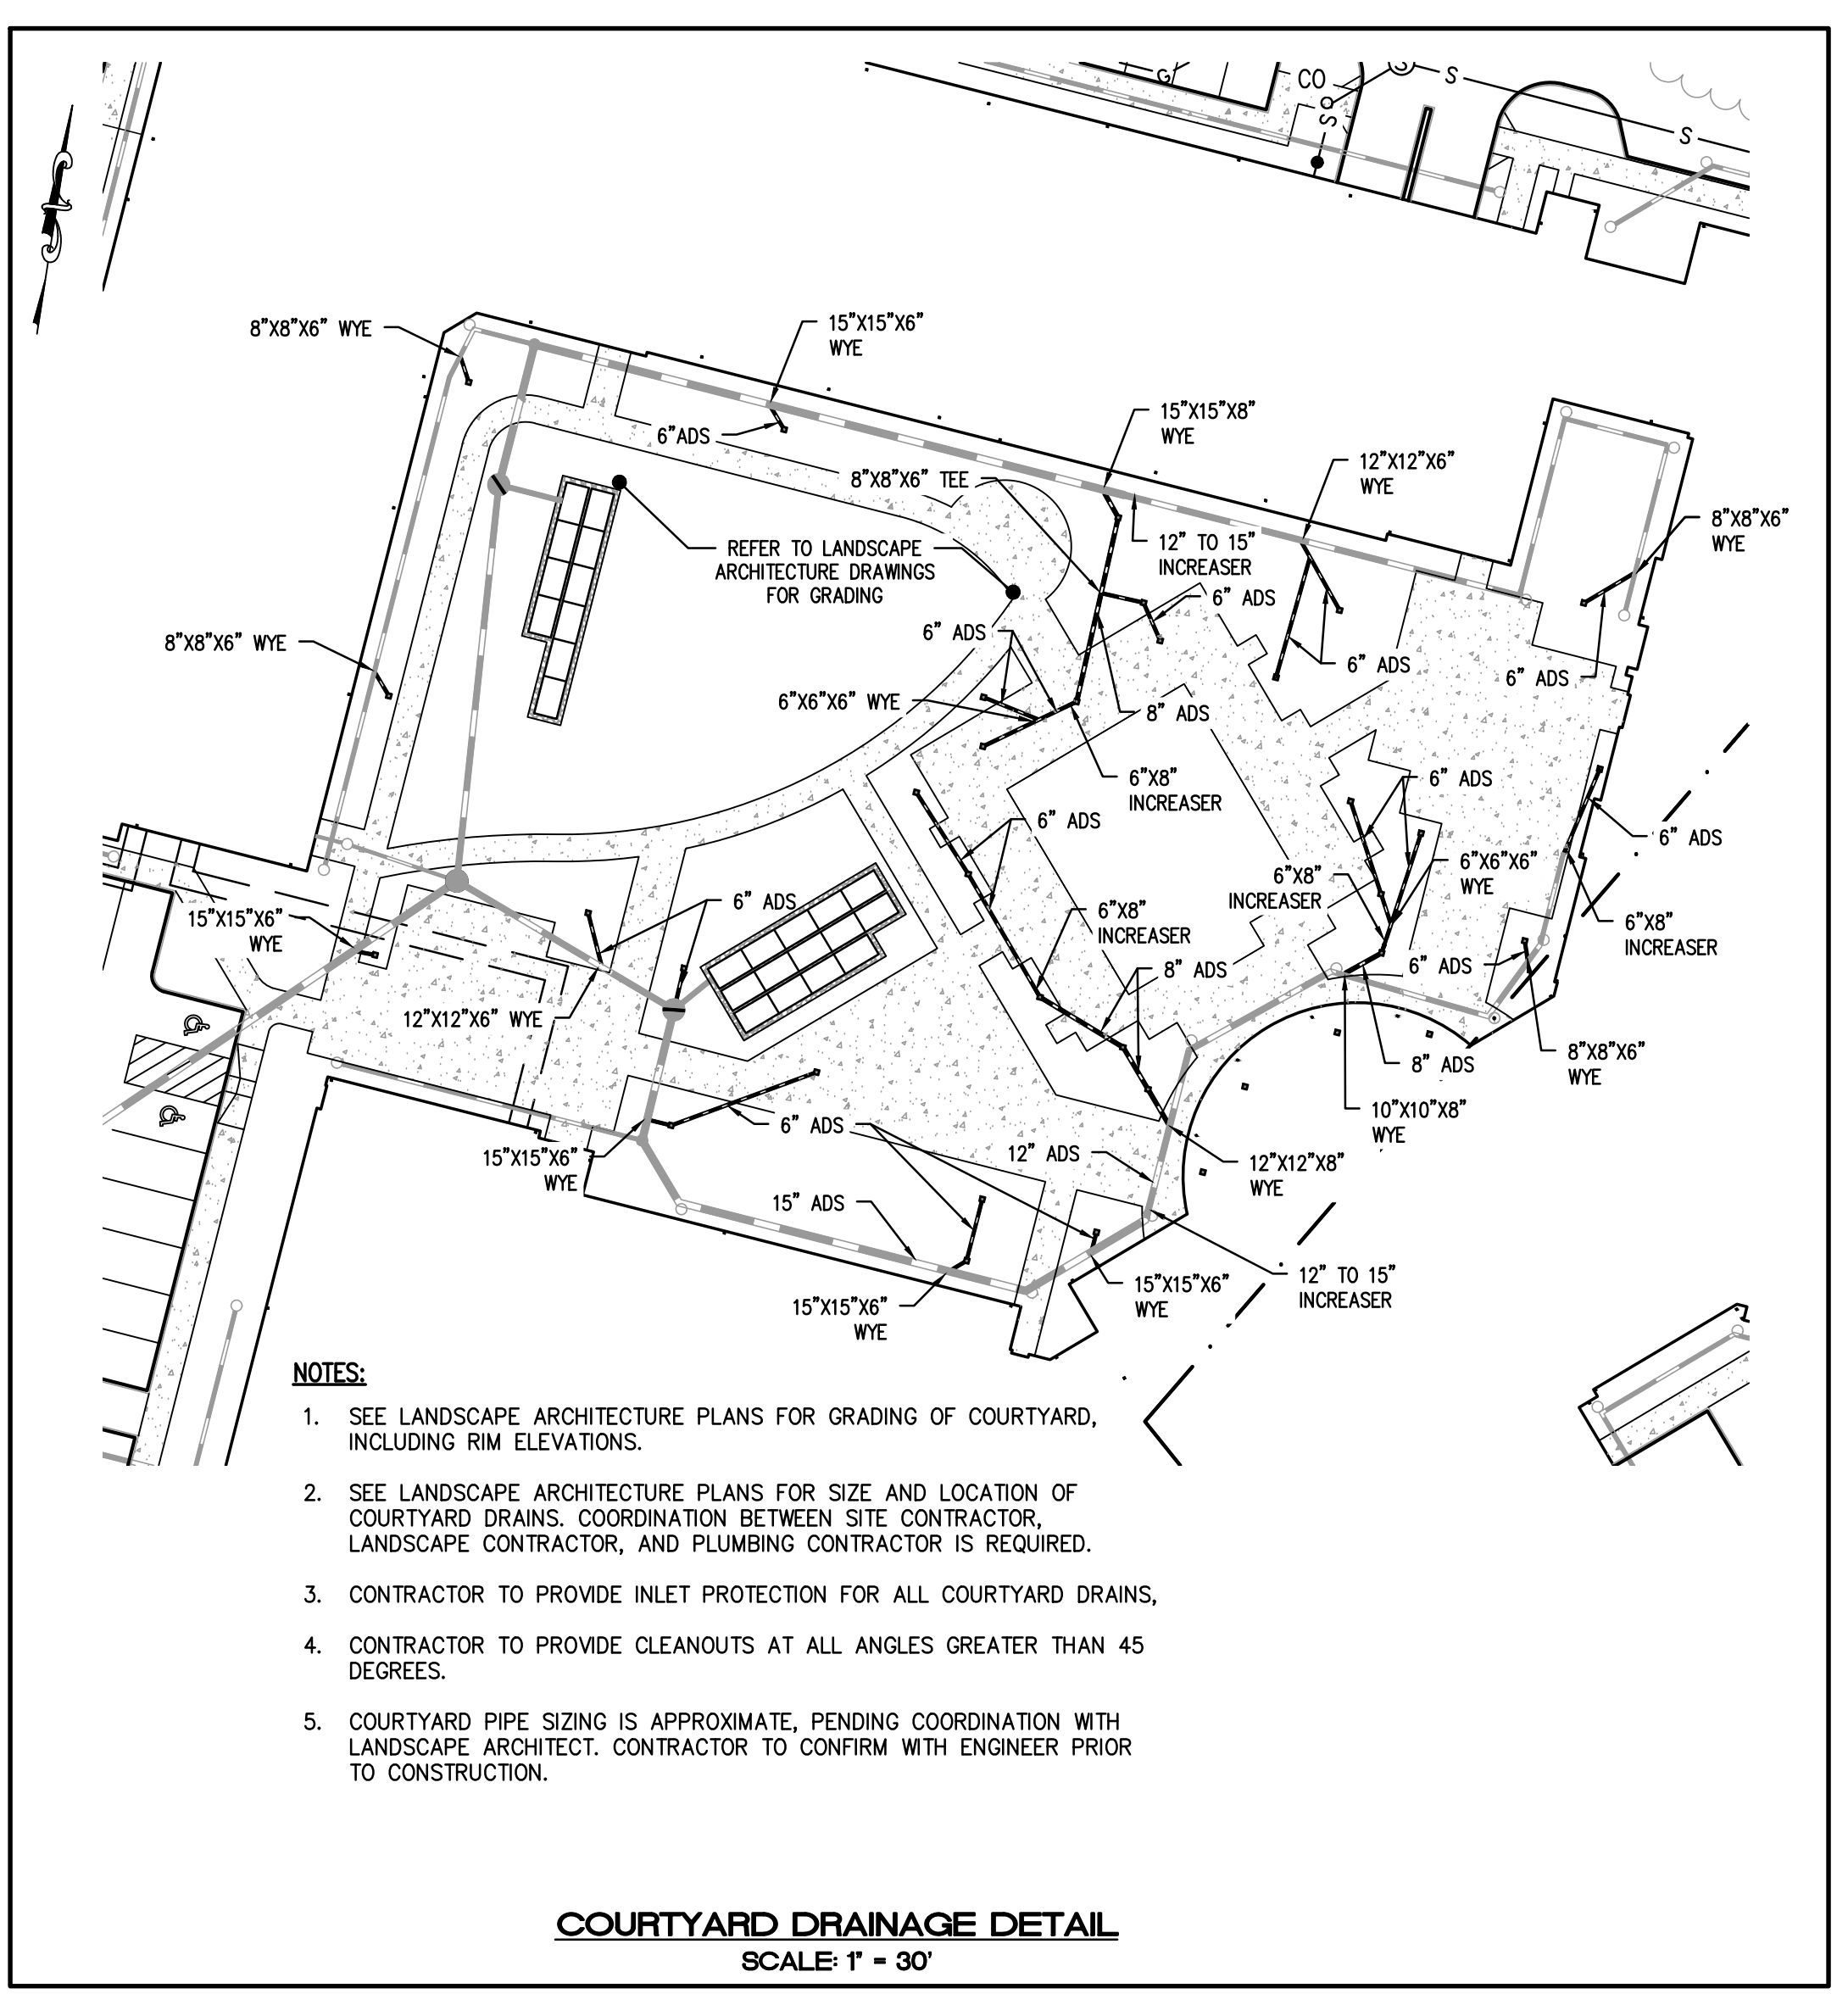 G
CO
S
S
S
S
8"X8"X6" WYE
15"X15"X6"
WYE
6"ADS
15"X15"X8"
WYE
8"X8"X6" TEE
12"X12"X6"
WYE
8"X8"X6"
WYE
REFER TO LANDSCAPE
ARCHITECTURE DRAWINGS
FOR GRADING
12" TO 15"
INCREASER
6" ADS
6" ADS
8"X8"X6" WYE
6" ADS
6" ADS
6"X6"X6" WYE
8" ADS
6"X8"
INCREASER
6" ADS
6" ADS
6" ADS
6"X8"
INCREASER
6"X6"X6"
WYE
6" ADS
15"X15"X6"
WYE
6"X8"
INCREASER
6"X8"
INCREASER
8" ADS
6" ADS
12"X12"X6" WYE
8"X8"X6"
WYE
8" ADS
10"X10"X8"
WYE
6" ADS
15"X15"X6"
WYE
12" ADS
12"X12"X8"
WYE
15" ADS
15"X15"X6"
WYE
15"X15"X6"
WYE
12" TO 15"
INCREASER
NOTES:
1. SEE LANDSCAPE ARCHITECTURE PLANS FOR GRADING OF COURTYARD,
INCLUDING RIM ELEVATIONS.
2. SEE LANDSCAPE ARCHITECTURE PLANS FOR SIZE AND LOCATION OF
COURTYARD DRAINS. COORDINATION BETWEEN SITE CONTRACTOR,
LANDSCAPE CONTRACTOR, AND PLUMBING CONTRACTOR IS REQUIRED.
3. CONTRACTOR TO PROVIDE INLET PROTECTION FOR ALL COURTYARD DRAINS,
4. CONTRACTOR TO PROVIDE CLEANOUTS AT ALL ANGLES GREATER THAN 45
DEGREES.
5. COURTYARD PIPE SIZING IS APPROXIMATE, PENDING COORDINATION WITH
LANDSCAPE ARCHITECT. CONTRACTOR TO CONFIRM WITH ENGINEER PRIOR
TO CONSTRUCTION.
COURTYARD DRAINAGE DETAIL
SCALE: 1" = 30'